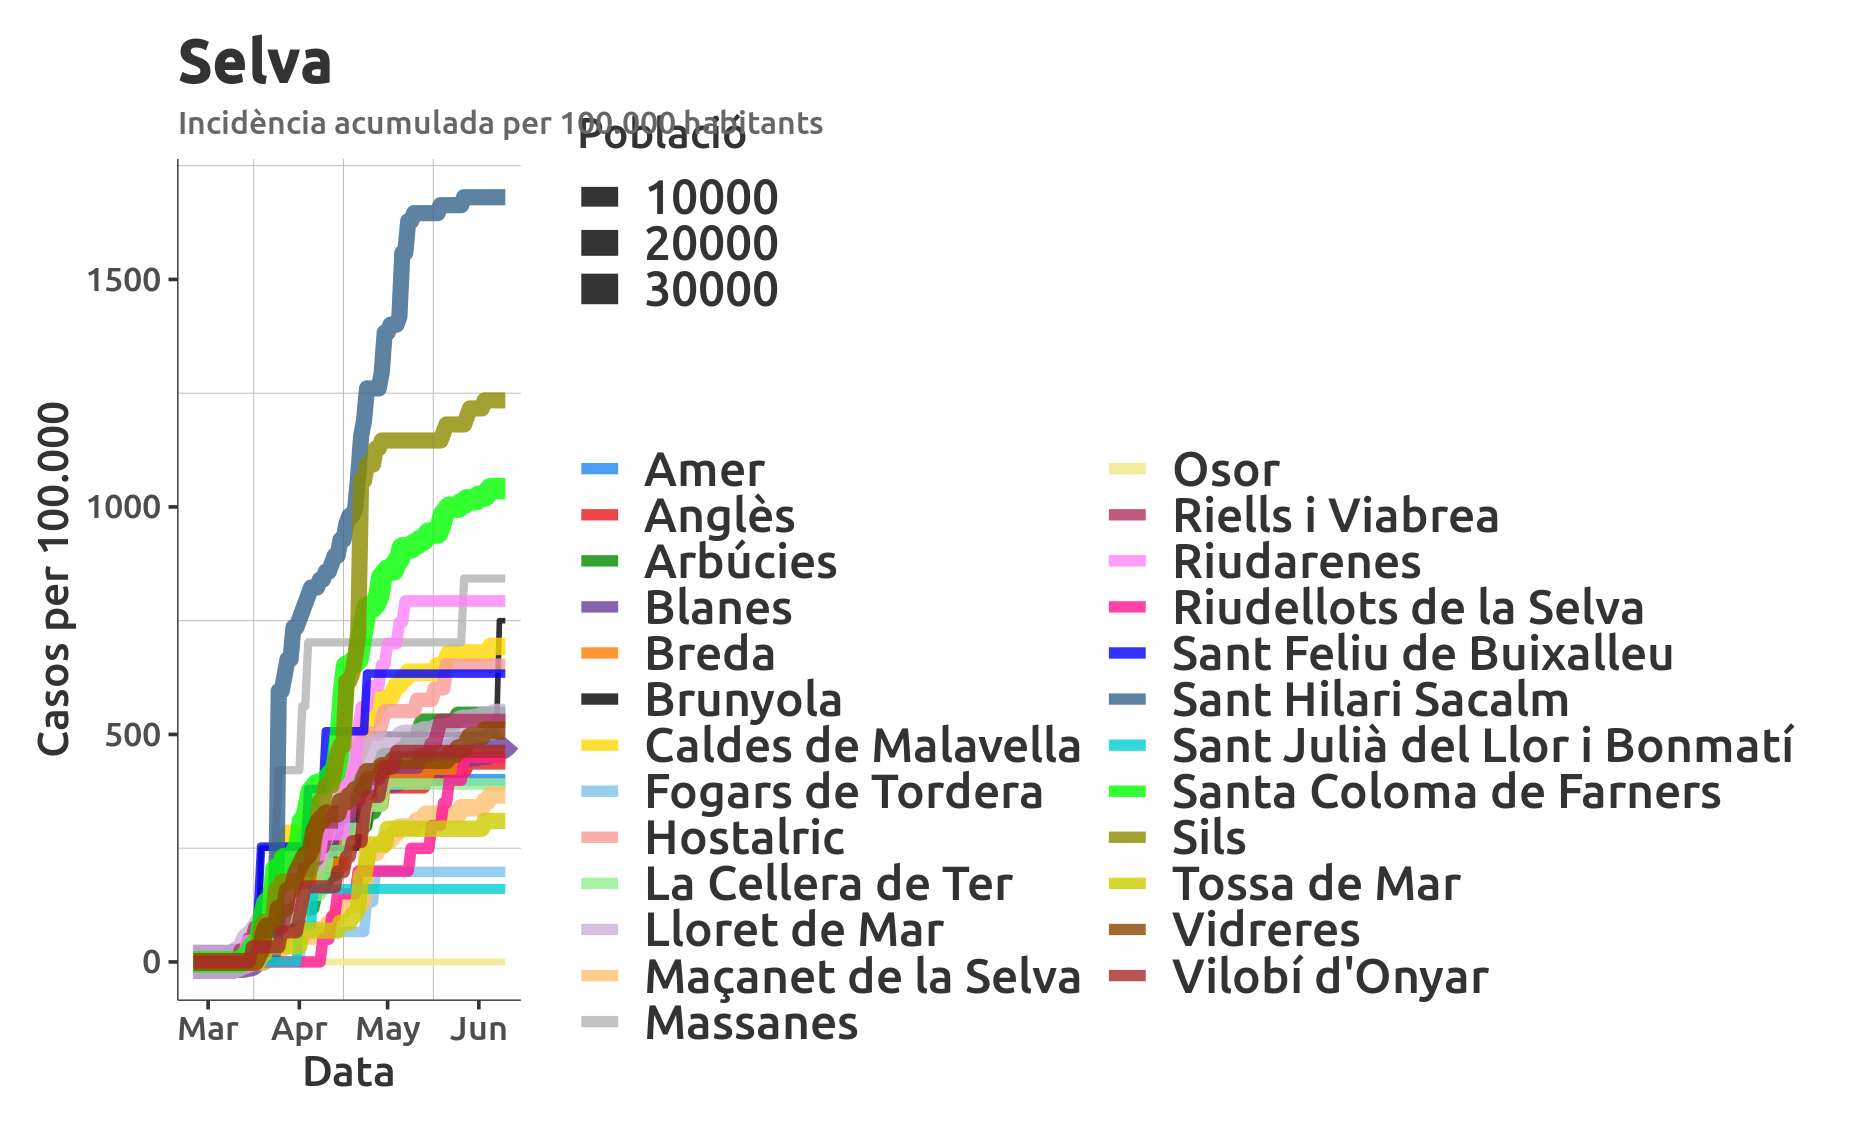 Selva
Incidència acumulada per 100.000 habitants
Població
10000
20000
30000
Casos per 100.000
1500
1000
500
0
Mar Apr May Jun
Data
Amer
Anglès
Arbúcies
Blanes
Breda
Brunyola
Caldes de Malavella
Fogars de Tordera
Hostalric
La Cellera de Ter
Lloret de Mar
Maçanet de la Selva
Massanes
Osor
Riells i Viabrea
Riudarenes
Riudellots de la Selva
Sant Feliu de Buixalleu
Sant Hilari Sacalm
Sant Julià del Llor i Bonmatí
Santa Coloma de Farners
Sils
Tossa de Mar
Vidreres
Vilobí d'Onyar